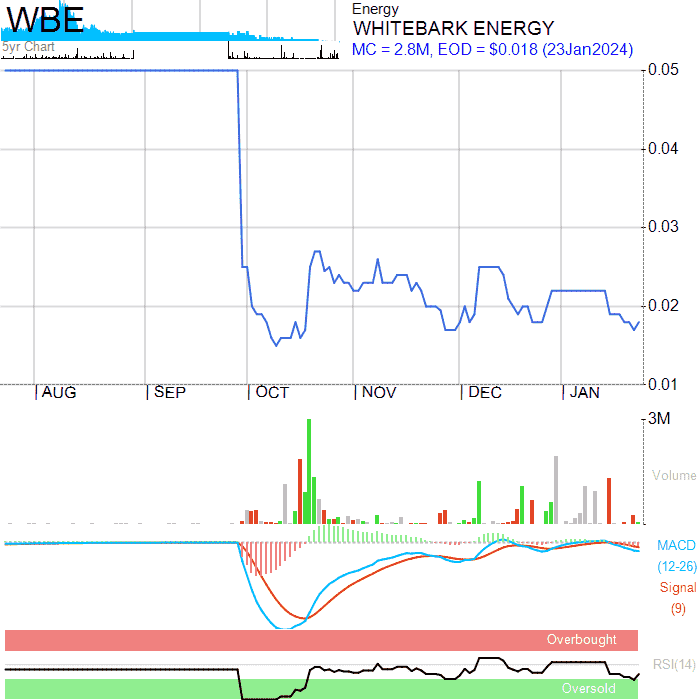 WBE
Energy
WHITEBARK ENERGY
5yr Chart
MC = 2.8M, EOD = $0.018 (23Jan2024)
0.05
0.04
0.03
0.02
0.01
AUG SEP OCT NOV DEC JAN
3M
Volume
MACD
(12-26)
Signal
(9)
Overbought
RSI(14)
Oversold